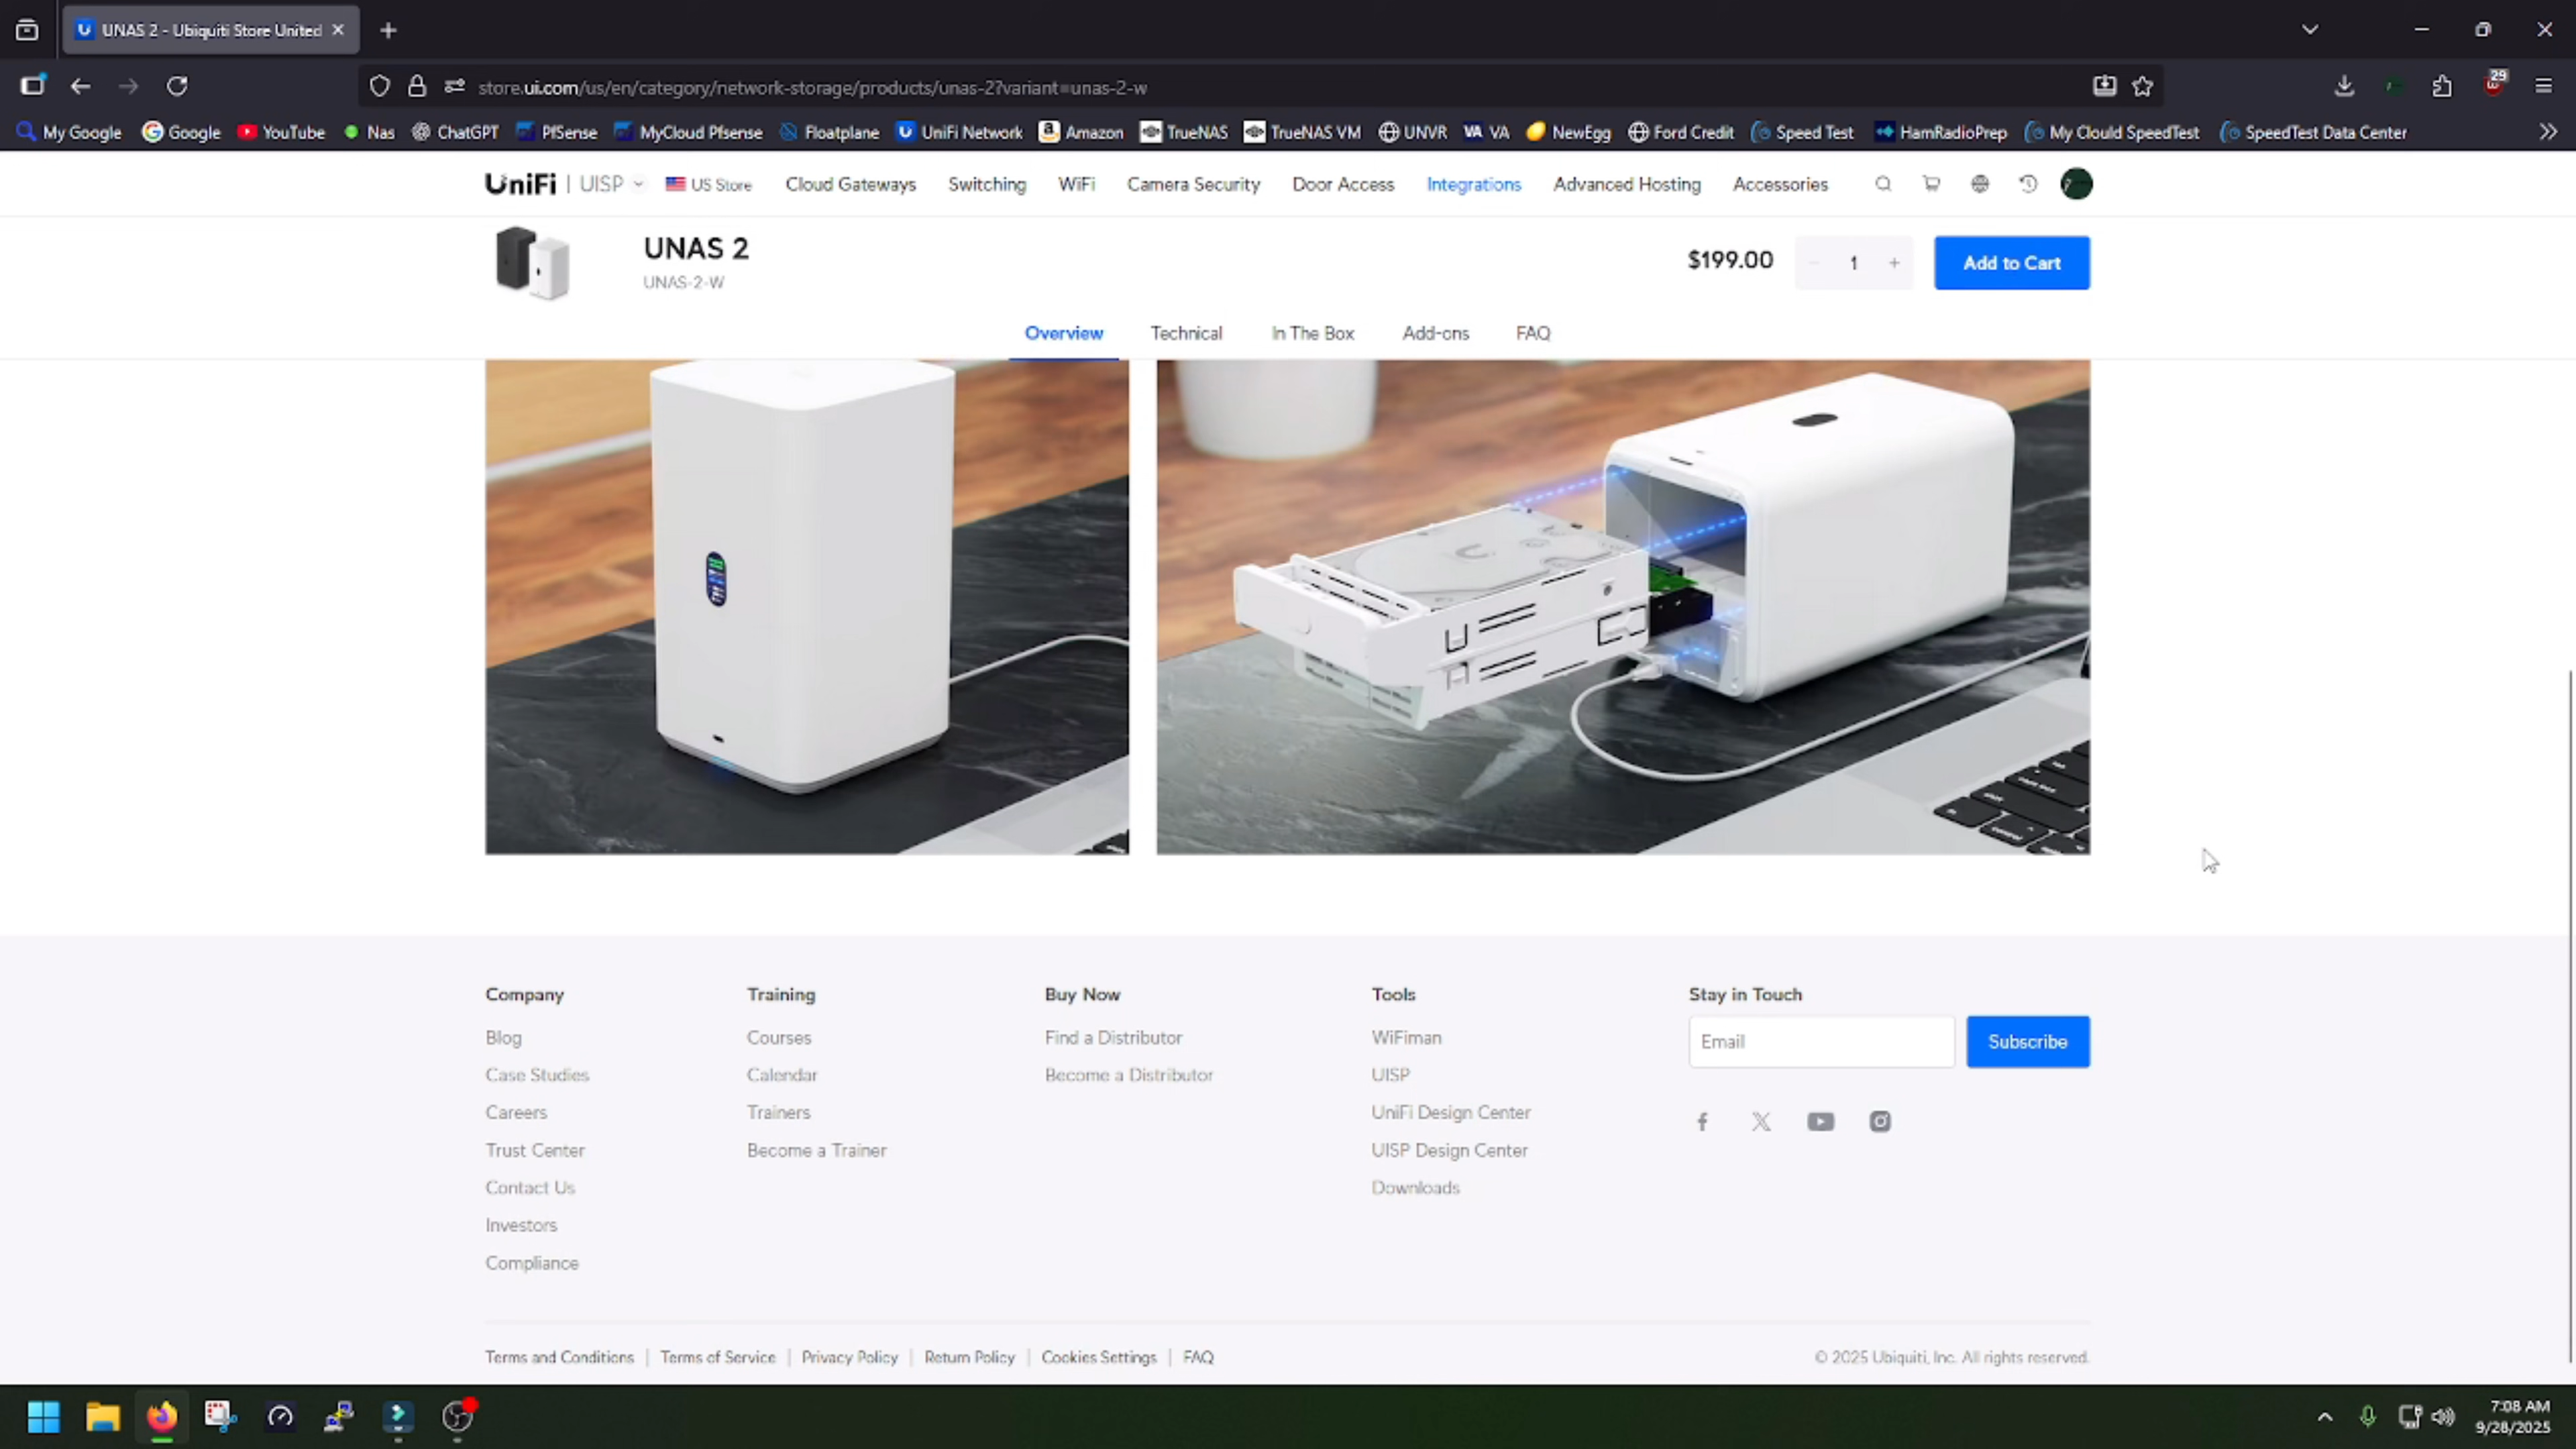 UNAS 2 - Ubiquiti Store United
store.ui.com/us/en/category/network-storage/products/unas-2?variant=unas-2-w
29
My Google Google YouTube Nas ChatGPT PfSense MyCloud Pfsense Floatplane UniFi Network Amazon TrueNAS TrueNAS VM UNVR VA VA NewEgg Ford Credit Speed Test HamRadioPrep My Clould SpeedTest SpeedTest Data Center
UniFi | UISP US Store Cloud Gateways Switching WiFi Camera Security Door Access Integrations Advanced Hosting Accessories
UNAS 2
UNAS-2-W
$199.00 - 1 + Add to Cart
Overview Technical In The Box Add-ons FAQ
Company Training Buy Now Tools Stay in Touch
Blog Courses Find a Distributor WiFiman Email Subscribe
Case Studies Calendar Become a Distributor UISP
Careers Trainers UniFi Design Center
Trust Center Become a Trainer UISP Design Center
Contact Us Downloads
Investors
Compliance
Terms and Conditions | Terms of Service | Privacy Policy | Return Policy | Cookies Settings | FAQ
© 2025 Ubiquiti, Inc. All rights reserved.
7:08 AM
9/28/2025